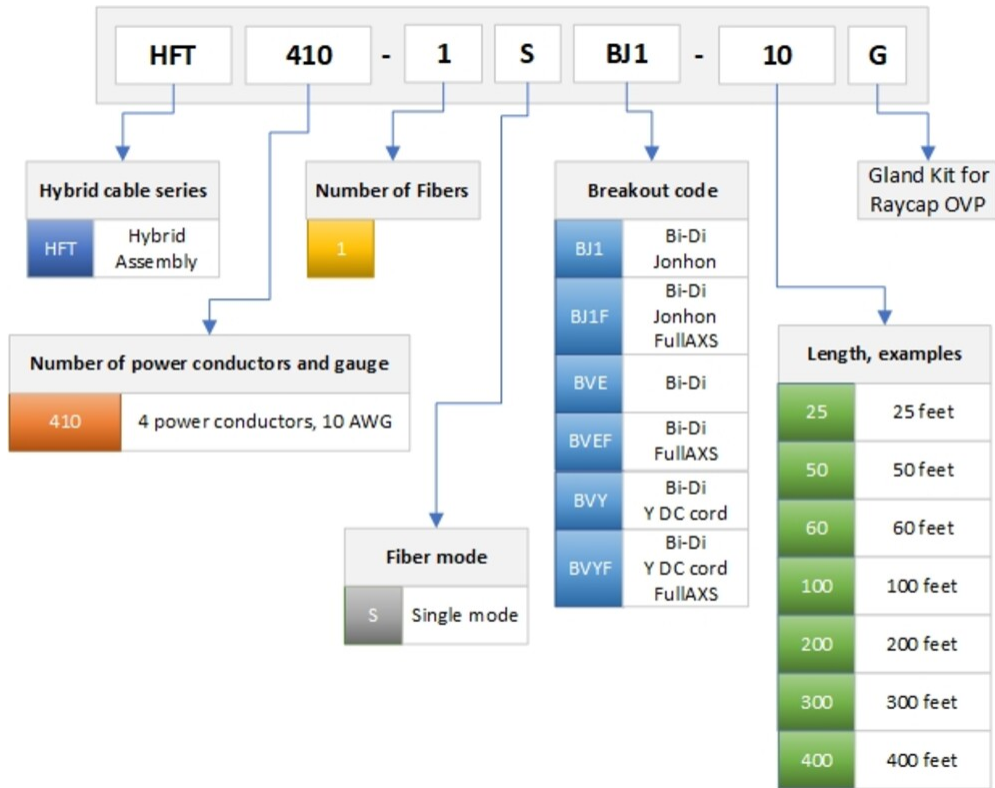 HFT 410 - 1 S BJ1 - 10 G
Hybrid cable series
HFT Hybrid
Assembly
Number of Fibers
1
Breakout code
BJ1 Bi-Di
Jonhon
BJ1F Bi-Di
Jonhon
FullAXS
BVE Bi-Di
BVEF Bi-Di
FullAXS
BVY Bi-Di
Y DC cord
BVYF Bi-Di
Y DC cord
FullAXS
Gland Kit for
Raycap OVP
Number of power conductors and gauge
410 4 power conductors, 10 AWG
Fiber mode
S Single mode
Length, examples
25 25 feet
50 50 feet
60 60 feet
100 100 feet
200 200 feet
300 300 feet
400 400 feet